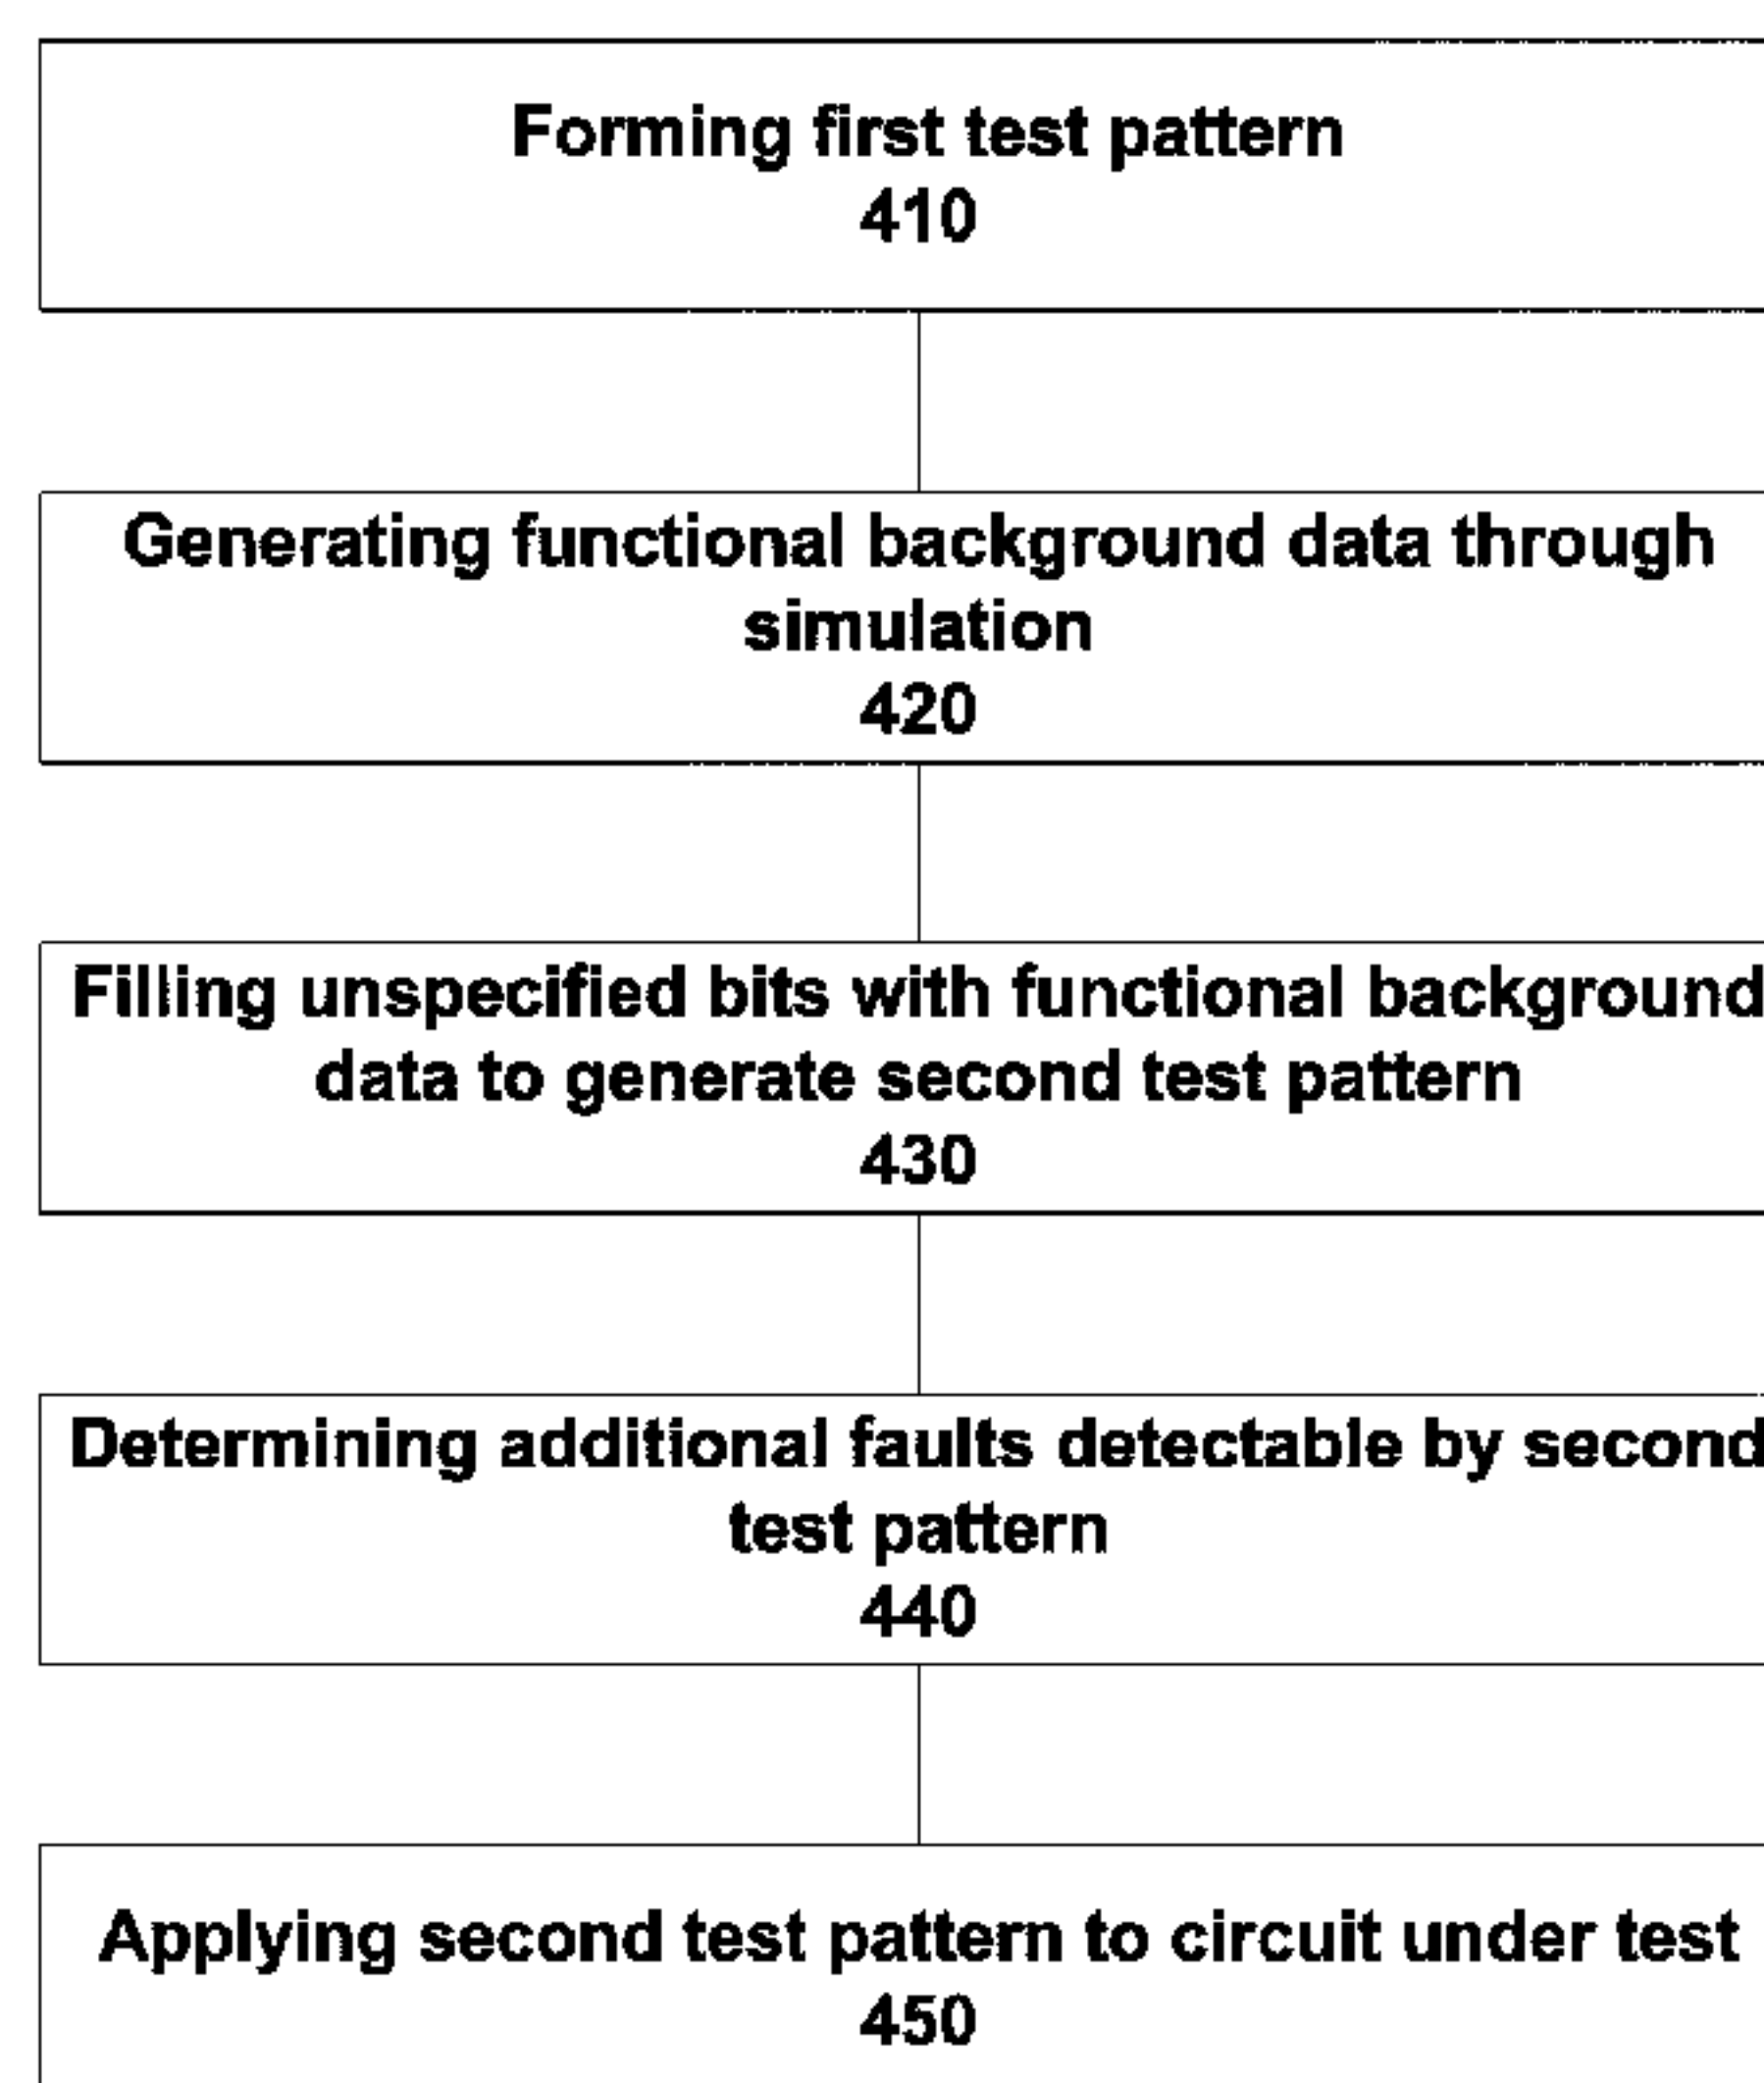 Forming first test pattern
410
Generating functional background data through
simulation
420
Filling unspecified bits with functional background
data to generate second test pattern
430
Determining additional faults detectable by second
test pattern
440
Applying second test pattern to circuit under test
450